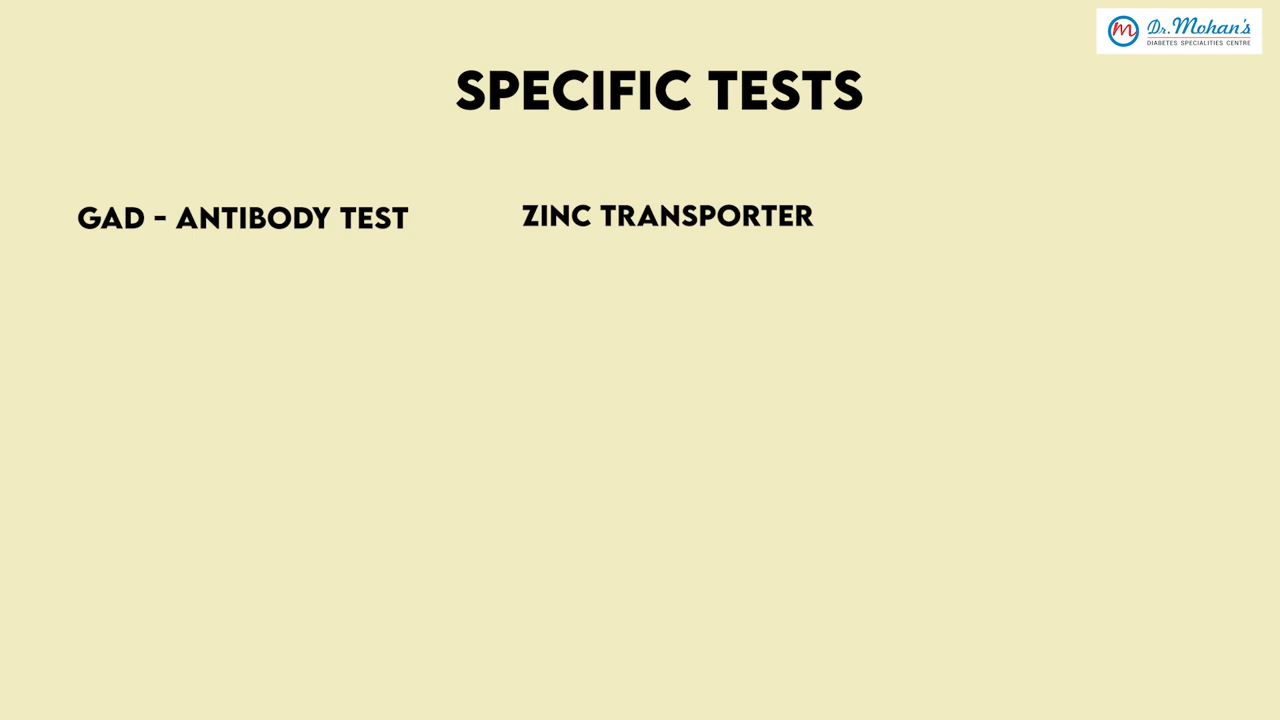 Dr. Mohan's
DIABETES SPECIALITIES CENTRE
SPECIFIC TESTS
GAD - ANTIBODY TEST
ZINC TRANSPORTER